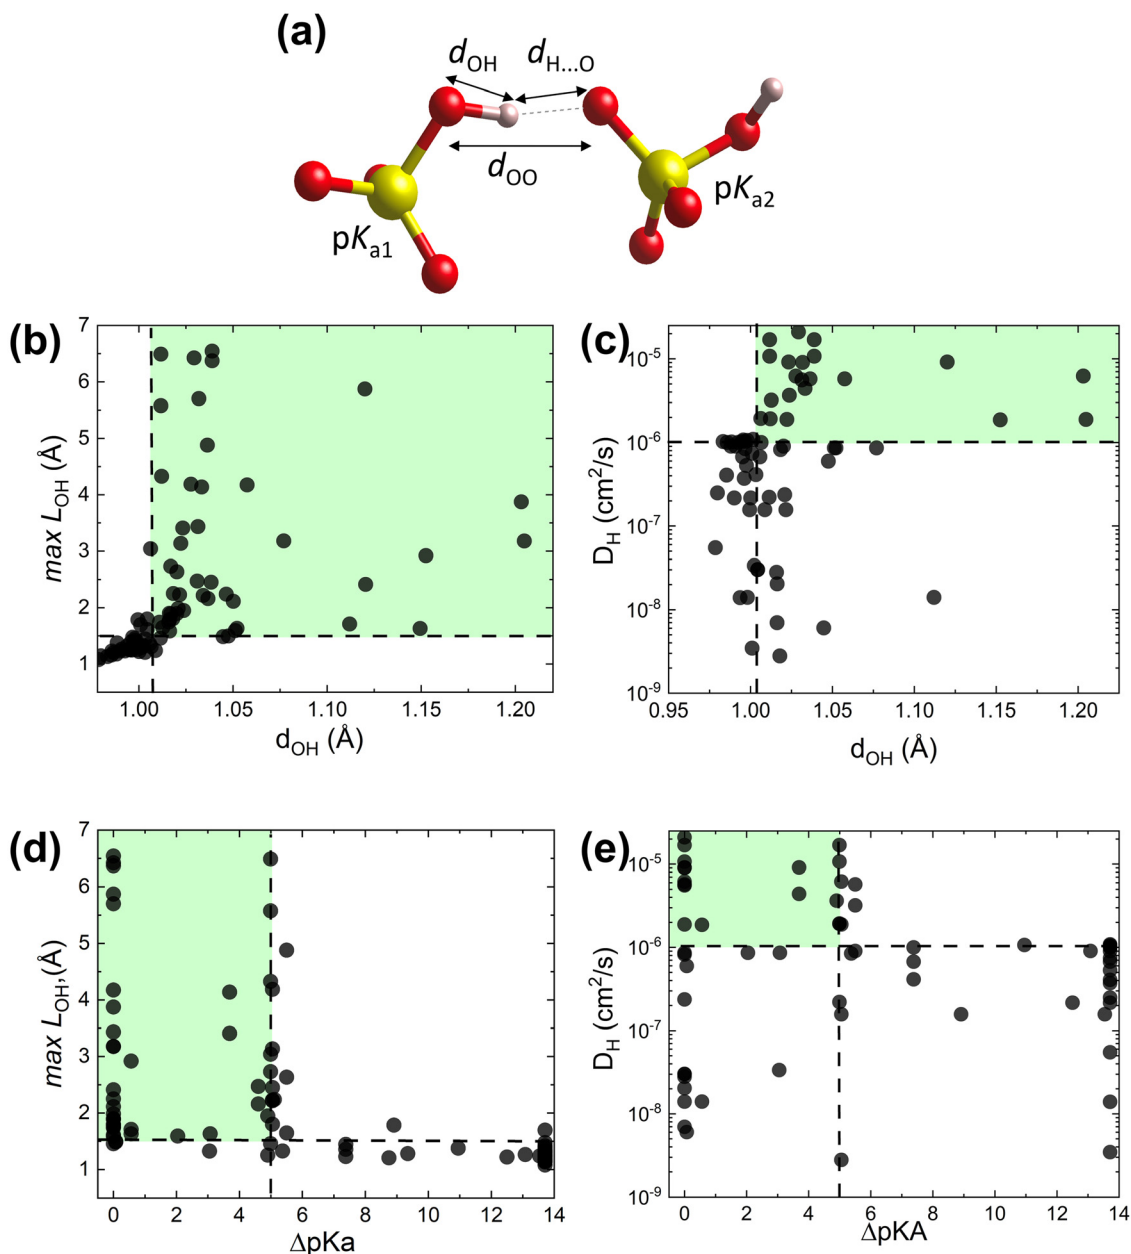 (a)
dOH dH...O
dOO
pKa1
pKa2
(b)
7
6
5
4
3
2
1
max LOH (Å)
1.00 1.05 1.10 1.15 1.20
dOH (Å)
(c)
10-5
10-6
10-7
10-8
10-9
DH (cm2/s)
0.95 1.00 1.05 1.10 1.15 1.20
dOH (Å)
(d)
7
6
5
4
3
2
1
max LOH,(Å)
0 2 4 6 8 10 12 14
ΔpKa
(e)
10-5
10-6
10-7
10-8
10-9
DH (cm2/s)
0 2 4 6 8 10 12 14
ΔpKA